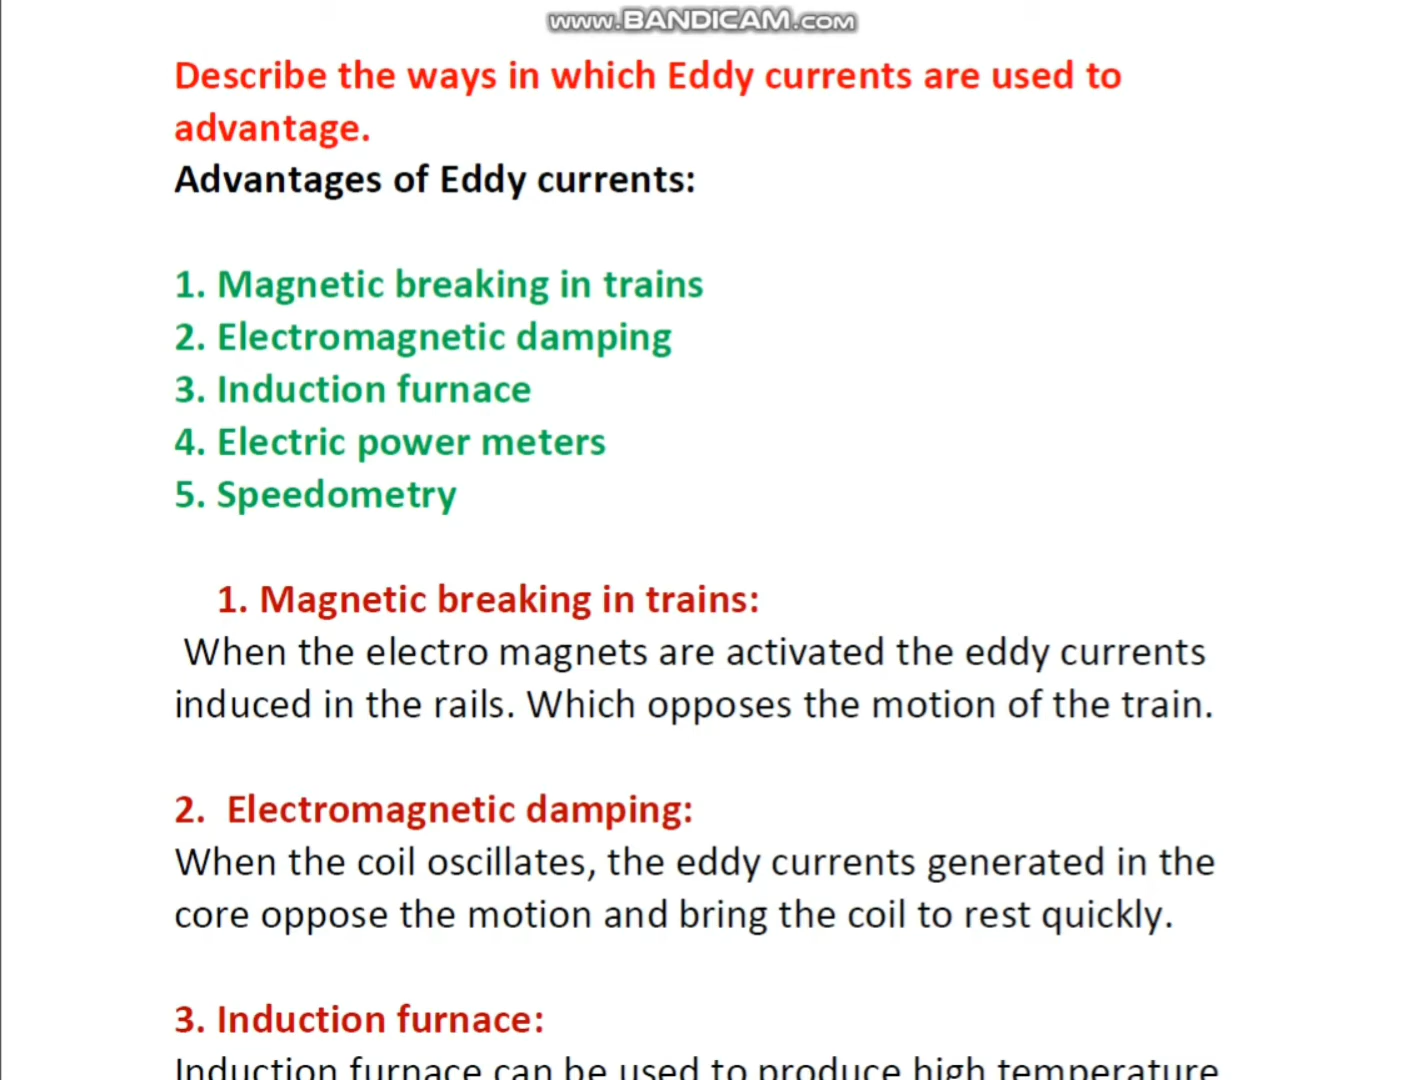 www.BANDICAM.com
Describe the ways in which Eddy currents are used to
advantage.
Advantages of Eddy currents:
1. Magnetic breaking in trains
2. Electromagnetic damping
3. Induction furnace
4. Electric power meters
5. Speedometry
1. Magnetic breaking in trains:
When the electro magnets are activated the eddy currents
induced in the rails. Which opposes the motion of the train.
2. Electromagnetic damping:
When the coil oscillates, the eddy currents generated in the
core oppose the motion and bring the coil to rest quickly.
3. Induction furnace:
Induction furnace can be used to produce high temperature